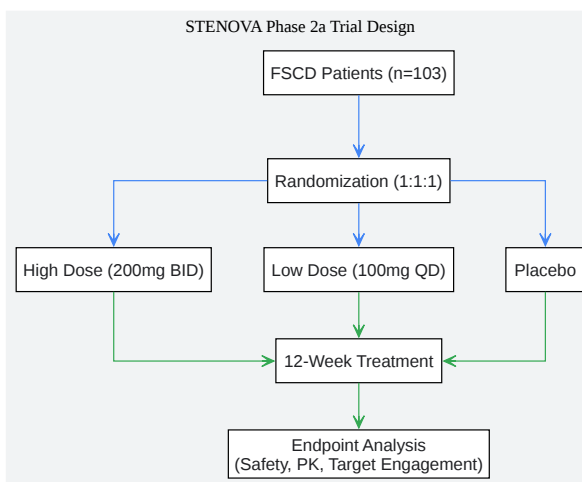 STENOVA Phase 2a Trial Design
FSCD Patients (n=103)
Randomization (1:1:1)
High Dose (200mg BID)
Low Dose (100mg QD)
Placebo
12-Week Treatment
Endpoint Analysis
(Safety, PK, Target Engagement)